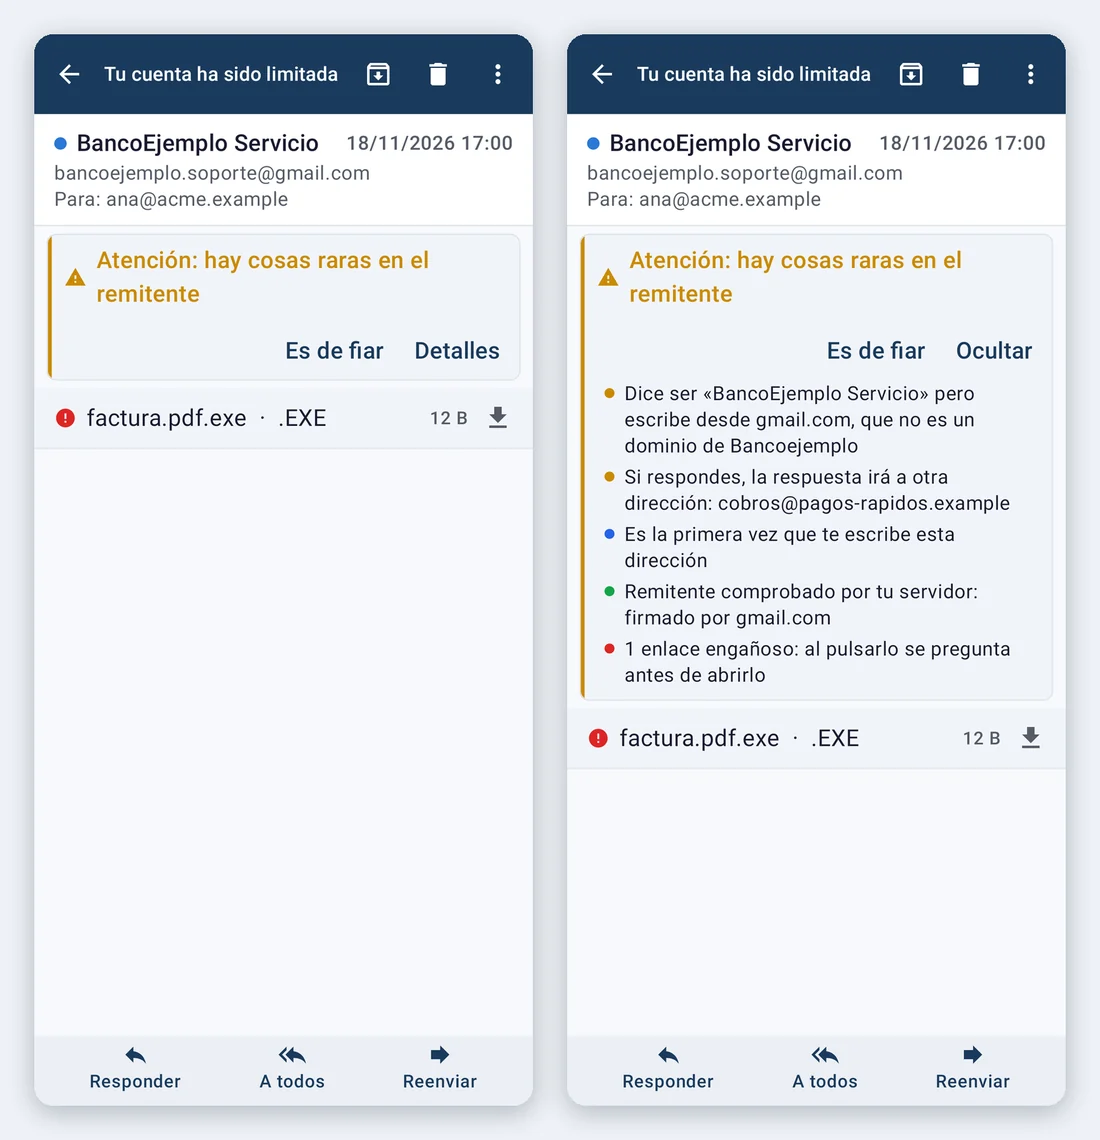 Tu cuenta ha sido limitada
BancoEjemplo Servicio 18/11/2026 17:00
bancoejemplo.soporte@gmail.com
Para: ana@acme.example
Atención: hay cosas raras en el
remitente
Es de fiar Detalles
factura.pdf.exe · .EXE 12 B
Responder A todos Reenviar
Tu cuenta ha sido limitada
BancoEjemplo Servicio 18/11/2026 17:00
bancoejemplo.soporte@gmail.com
Para: ana@acme.example
Atención: hay cosas raras en el
remitente
Es de fiar Ocultar
Dice ser «BancoEjemplo Servicio» pero
escribe desde gmail.com, que no es un
dominio de Bancoejemplo
Si respondes, la respuesta irá a otra
dirección: cobros@pagos-rapidos.example
Es la primera vez que te escribe esta
dirección
Remitente comprobado por tu servidor:
firmado por gmail.com
1 enlace engañoso: al pulsarlo se pregunta
antes de abrirlo
factura.pdf.exe · .EXE 12 B
Responder A todos Reenviar